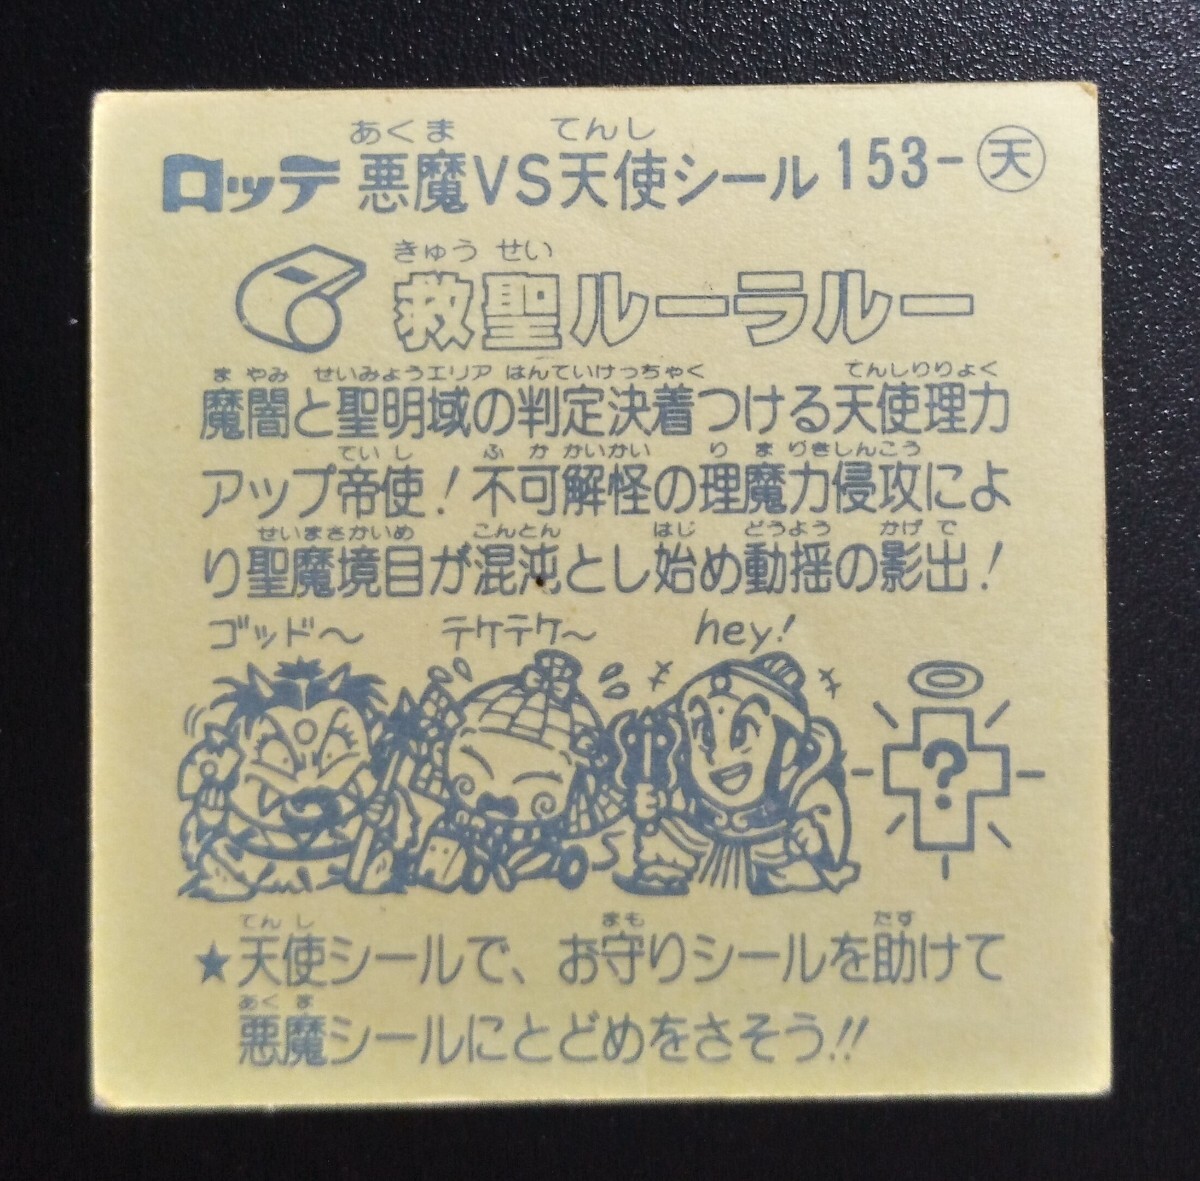 あくま てんし
ロッテ 悪魔VS天使シール 153-天
きゅう せい
救聖ルーラルー
ま やみ せいみょうエリア はんていけっちゃく てんしりりょく
魔闇と聖明域の判定決着つける天使理力
てい し ふ か かいかい り ま りきしんこう
アップ帝使！不可解怪の理魔力侵攻によ
せいまさかいめ こんとん はじ どうよう かげ で
り聖魔境目が混沌とし始め動揺の影出！
ゴッド〜 テケテケ〜 hey!
?
てん し まも たす
★天使シールで、お守りシールを助けて
あく ま
悪魔シールにとどめをさそう!!